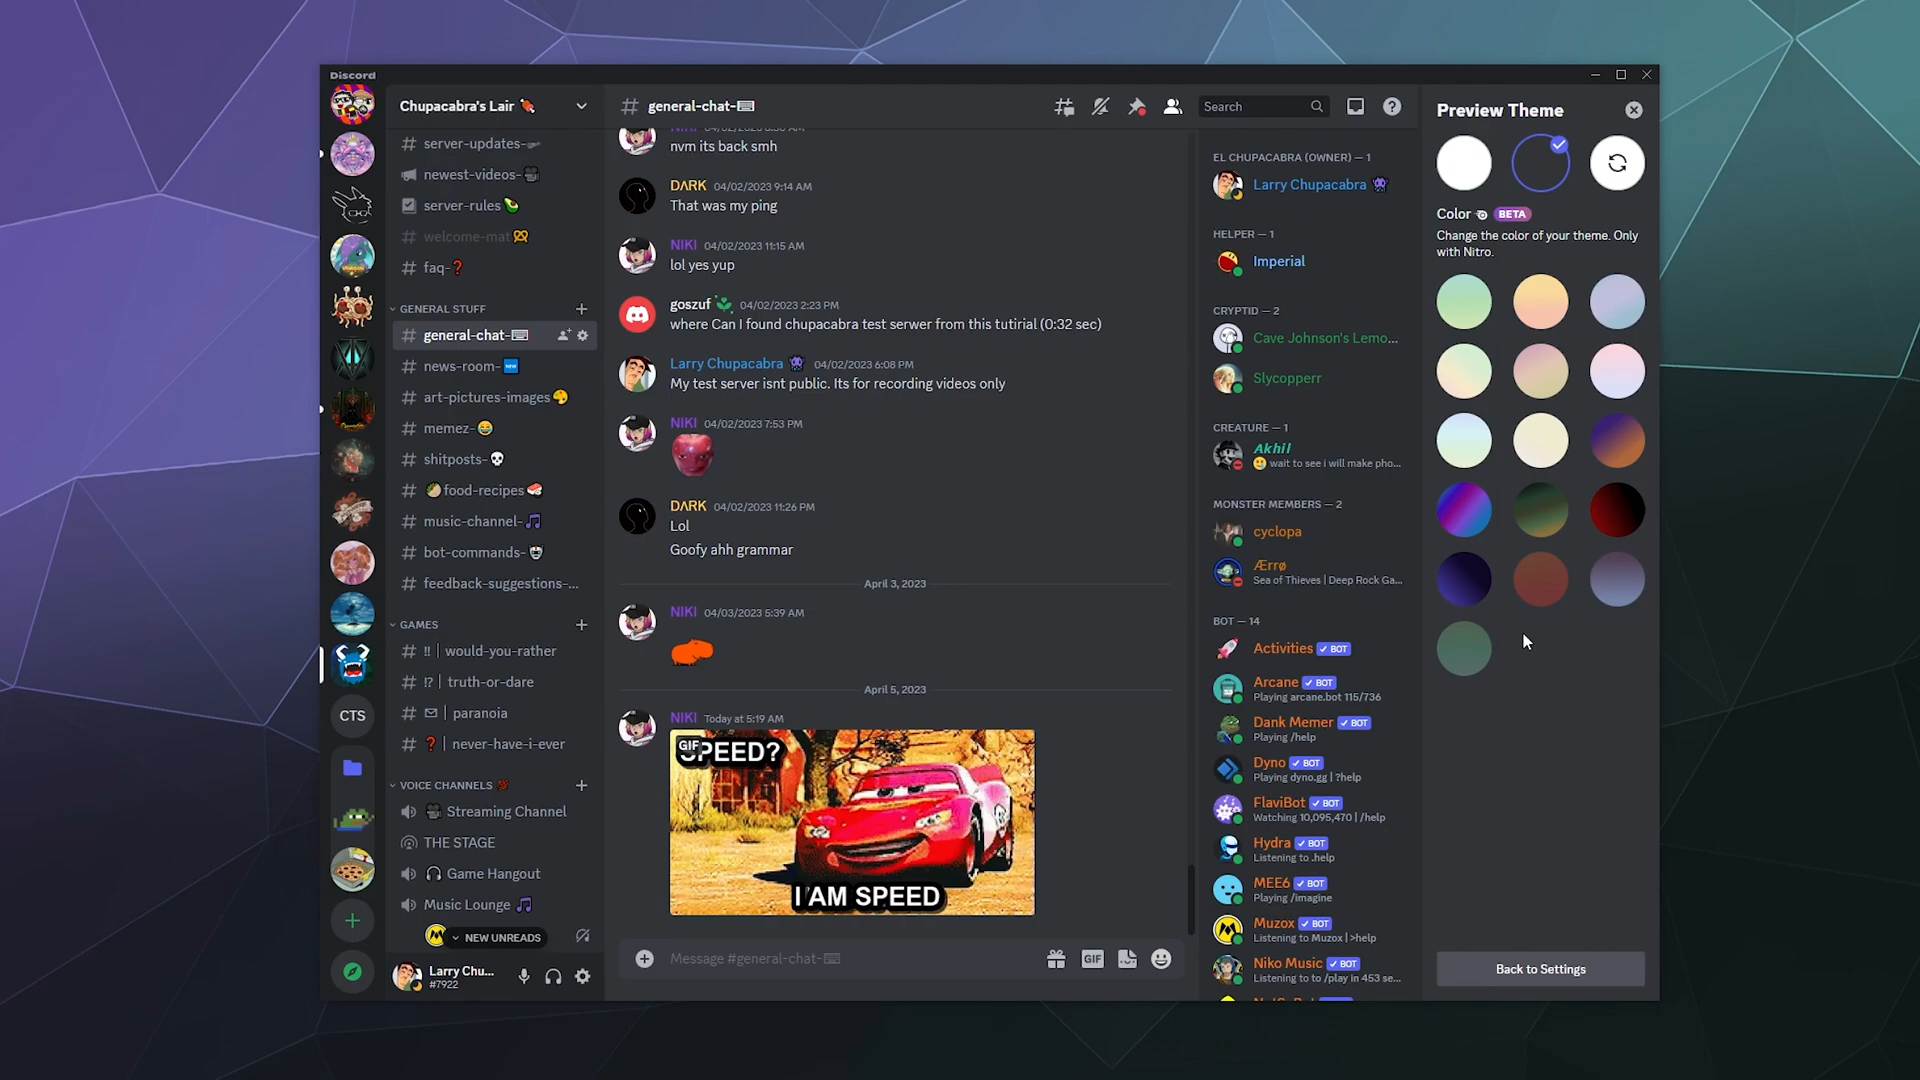 Discord
Chupacabra's Lair
server-updates-
newest-videos-
server-rules
welcome-mat
faq-❓
GENERAL STUFF
general-chat-
news-room-
art-pictures-images
memez-
shitposts-
food-recipes
music-channel-
bot-commands-
feedback-suggestions-...
GAMES
‼ | would-you-rather
⁉ | truth-or-dare
| paranoia
❓ | never-have-i-ever
VOICE CHANNELS 💯
Streaming Channel
THE STAGE
Game Hangout
Music Lounge
NEW UNREADS
CTS
Larry Chu...
#7922
general-chat-
Search
nvm its back smh
DARK 04/02/2023 9:14 AM
That was my ping
NIKI 04/02/2023 11:15 AM
lol yes yup
goszuf 04/02/2023 2:23 PM
where Can I found chupacabra test serwer from this tutirial (0:32 sec)
Larry Chupacabra 04/02/2023 6:08 PM
My test server isnt public. Its for recording videos only
NIKI 04/02/2023 7:53 PM
DARK 04/02/2023 11:26 PM
Lol
Goofy ahh grammar
April 3, 2023
NIKI 04/03/2023 5:39 AM
April 5, 2023
NIKI Today at 5:19 AM
GIF
SPEED?
I AM SPEED
Message #general-chat-
GIF
EL CHUPACABRA (OWNER) — 1
Larry Chupacabra
HELPER — 1
Imperial
CRYPTID — 2
Cave Johnson's Lemo...
Slycopperr
CREATURE — 1
Akhil
wait to see i will make pho...
MONSTER MEMBERS — 2
cyclopa
Ærrø
Sea of Thieves | Deep Rock Ga...
BOT — 14
Activities ✓ BOT
Arcane ✓ BOT
Playing arcane.bot 115/736
Dank Memer ✓ BOT
Playing /help
Dyno ✓ BOT
Playing dyno.gg | ?help
FlaviBot ✓ BOT
Watching 10,095,470 | /help
Hydra ✓ BOT
Listening to .help
MEE6 ✓ BOT
Playing /imagine
Muzox ✓ BOT
Listening to Muzox | >help
Niko Music ✓ BOT
Listening to to /play in 453 se...
Preview Theme
Color BETA
Change the color of your theme. Only
with Nitro.
Back to Settings